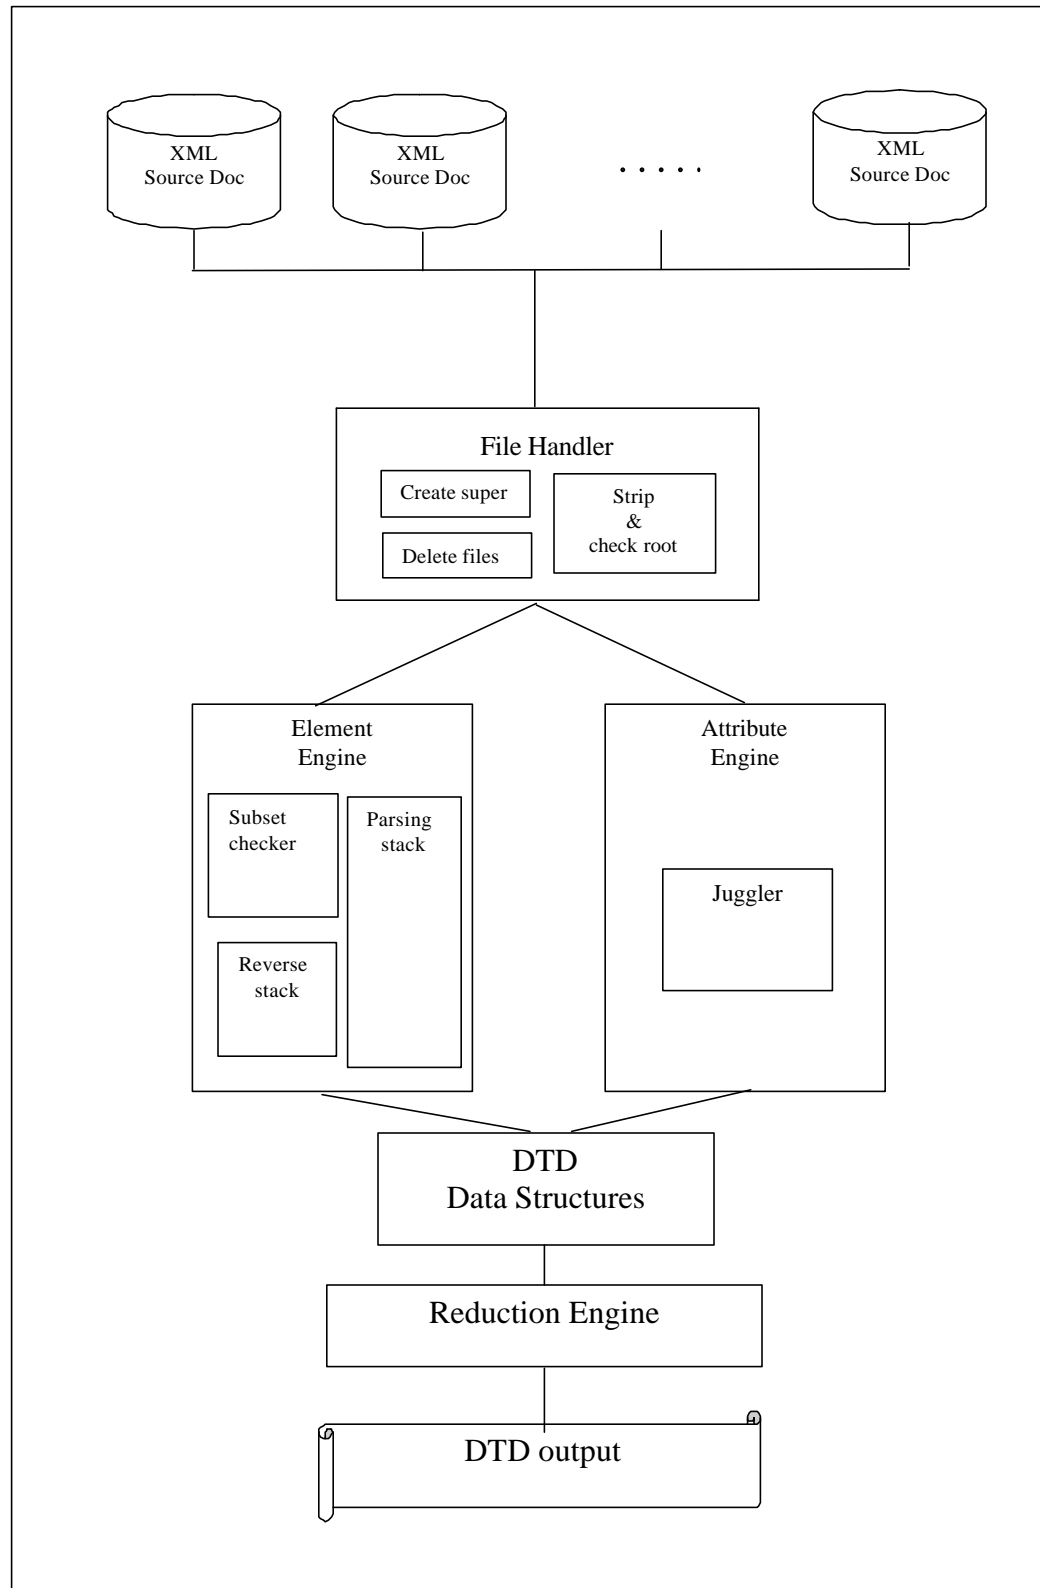 XML
Source Doc
XML
Source Doc
. . . . .
XML
Source Doc
File Handler
Create super
Delete files
Strip
&
check root
Element
Engine
Subset
checker
Parsing
stack
Reverse
stack
Attribute
Engine
Juggler
DTD
Data Structures
Reduction Engine
DTD output